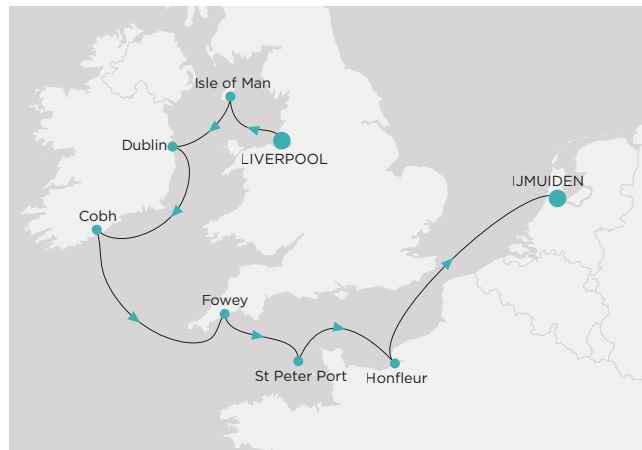 Isle of Man
Dublin
LIVERPOOL
IJMUIDEN
Cobh
Fowey
St Peter Port
Honfleur